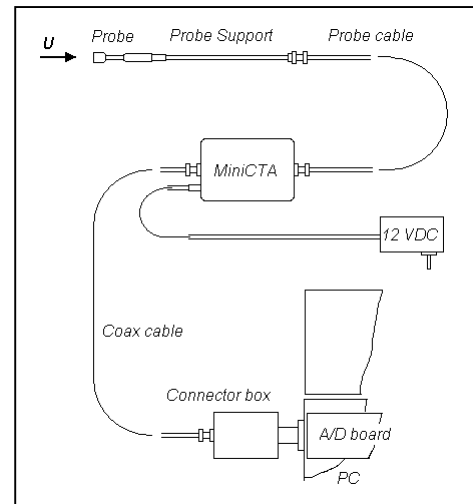 U
Probe
Probe Support
Probe cable
MiniCTA
12 VDC
Coax cable
Connector box
A/D board
PC